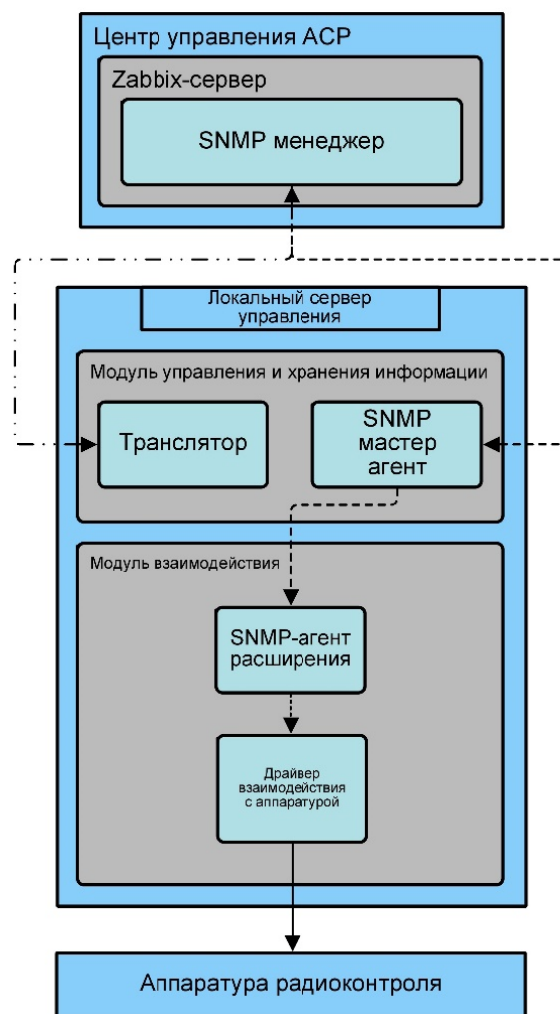 Центр управления АСР
Zabbix-сервер
SNMP менеджер
Локальный сервер
управления
Модуль управления и хранения информации
Транслятор
SNMP
мастер
агент
Модуль взаимодействия
SNMP-агент
расширения
Драйвер
взаимодействия
с аппаратурой
Аппаратура радиоконтроля